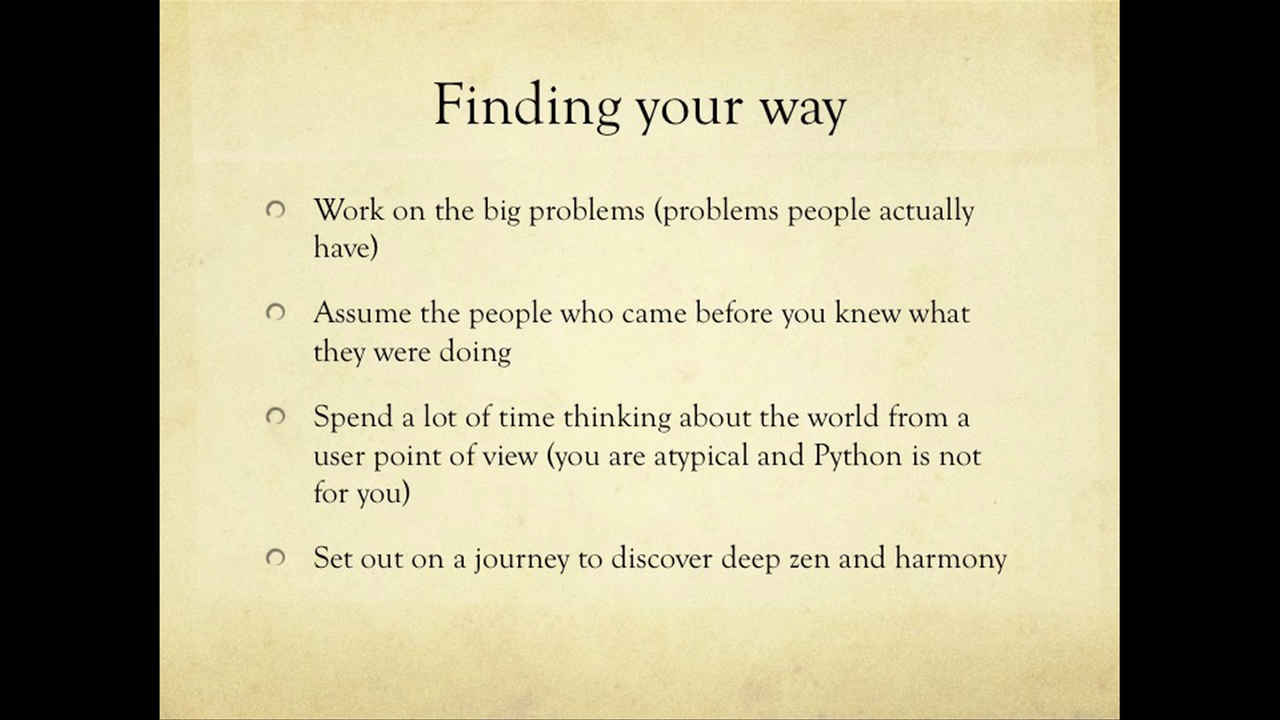 Finding your way
Work on the big problems (problems people actually
have)
Assume the people who came before you knew what
they were doing
Spend a lot of time thinking about the world from a
user point of view (you are atypical and Python is not
for you)
Set out on a journey to discover deep zen and harmony